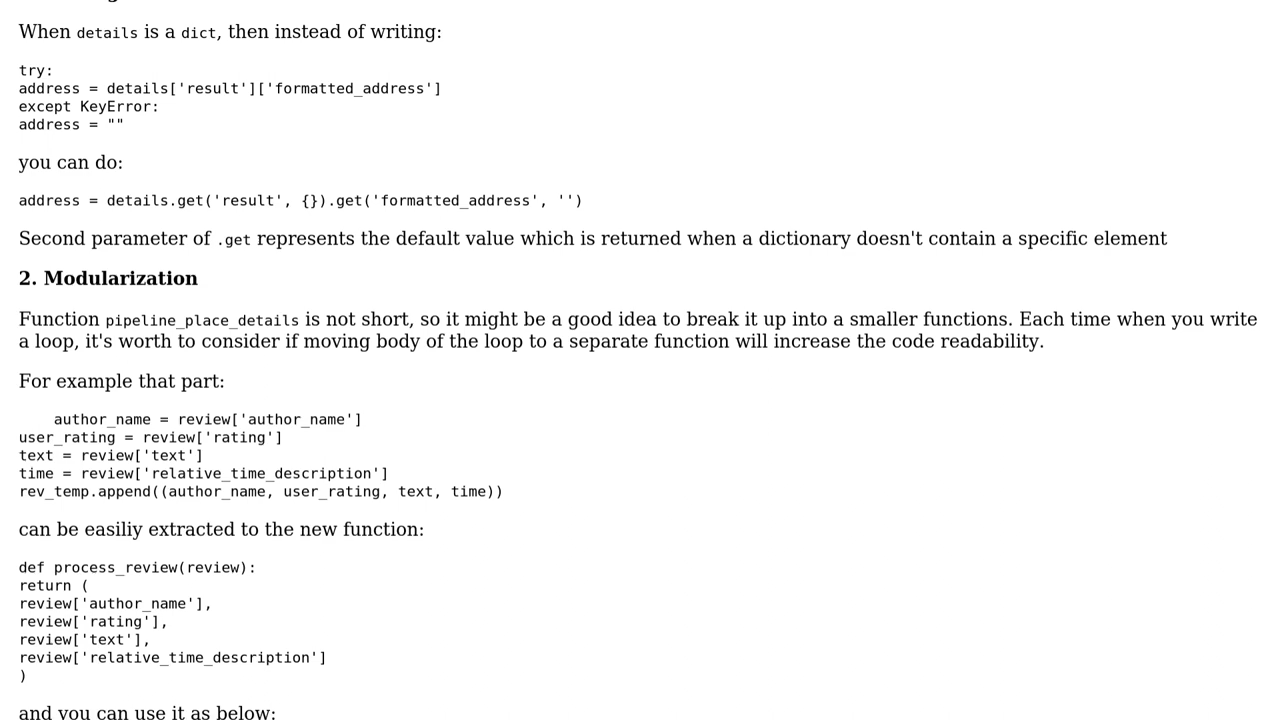 When details is a dict, then instead of writing:
try:
address = details['result']['formatted_address']
except KeyError:
address = ""
you can do:
address = details.get('result', {}).get('formatted_address', '')
Second parameter of .get represents the default value which is returned when a dictionary doesn't contain a specific element
2. Modularization
Function pipeline_place_details is not short, so it might be a good idea to break it up into a smaller functions. Each time when you write
a loop, it's worth to consider if moving body of the loop to a separate function will increase the code readability.
For example that part:
    author_name = review['author_name']
user_rating = review['rating']
text = review['text']
time = review['relative_time_description']
rev_temp.append((author_name, user_rating, text, time))
can be easiliy extracted to the new function:
def process_review(review):
return (
review['author_name'],
review['rating'],
review['text'],
review['relative_time_description']
)
and you can use it as below: